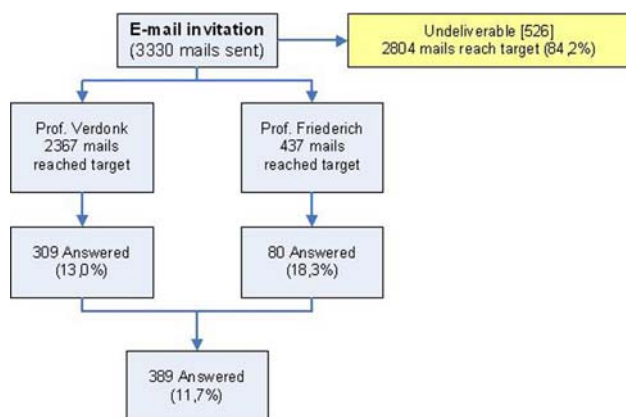 E-mail invitation
(3330 mails sent)
Undeliverable [526]
2804 mails reach target (84,2%)
Prof. Verdonk
2367 mails
reached target
Prof. Friederich
437 mails
reached target
309 Answered
(13,0%)
80 Answered
(18,3%)
389 Answered
(11,7%)